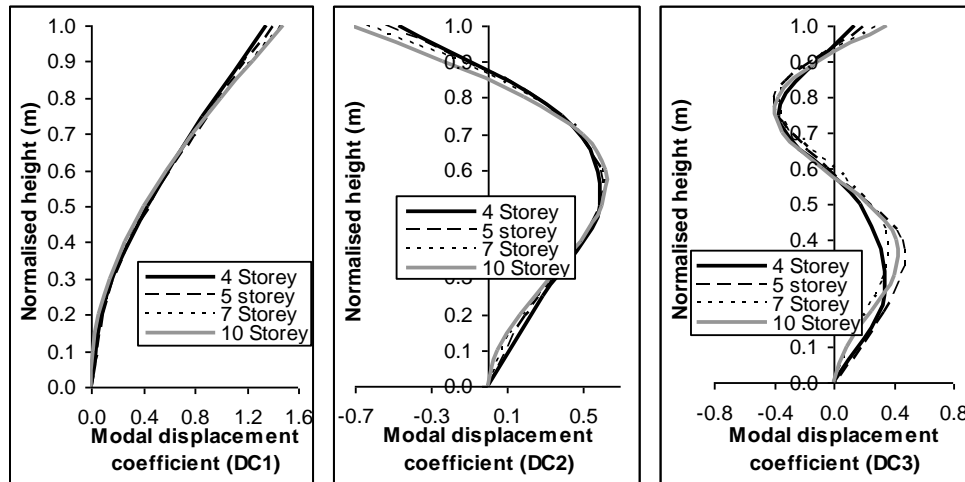 Normalised height (m)
1.0
0.9
0.8
0.7
0.6
0.5
0.4
0.3
0.2
0.1
0.0
4 Storey
5 storey
7 Storey
10 Storey
0.0 0.4 0.8 1.2 1.6
Modal displacement
coefficient (DC1)
Normalised height (m)
1.0
0.9
0.8
0.7
0.6
0.5
0.4
0.3
0.2
0.1
0.0
4 Storey
5 storey
7 Storey
10 Storey
-0.7 -0.3 0.1 0.5
Modal displacement
coefficient (DC2)
Normalised height (m)
1.0
0.9
0.8
0.7
0.6
0.5
0.4
0.3
0.2
0.1
0.0
4 Storey
5 storey
7 Storey
10 Storey
-0.8 -0.4 0.0 0.4 0.8
Modal displacement
coefficient (DC3)